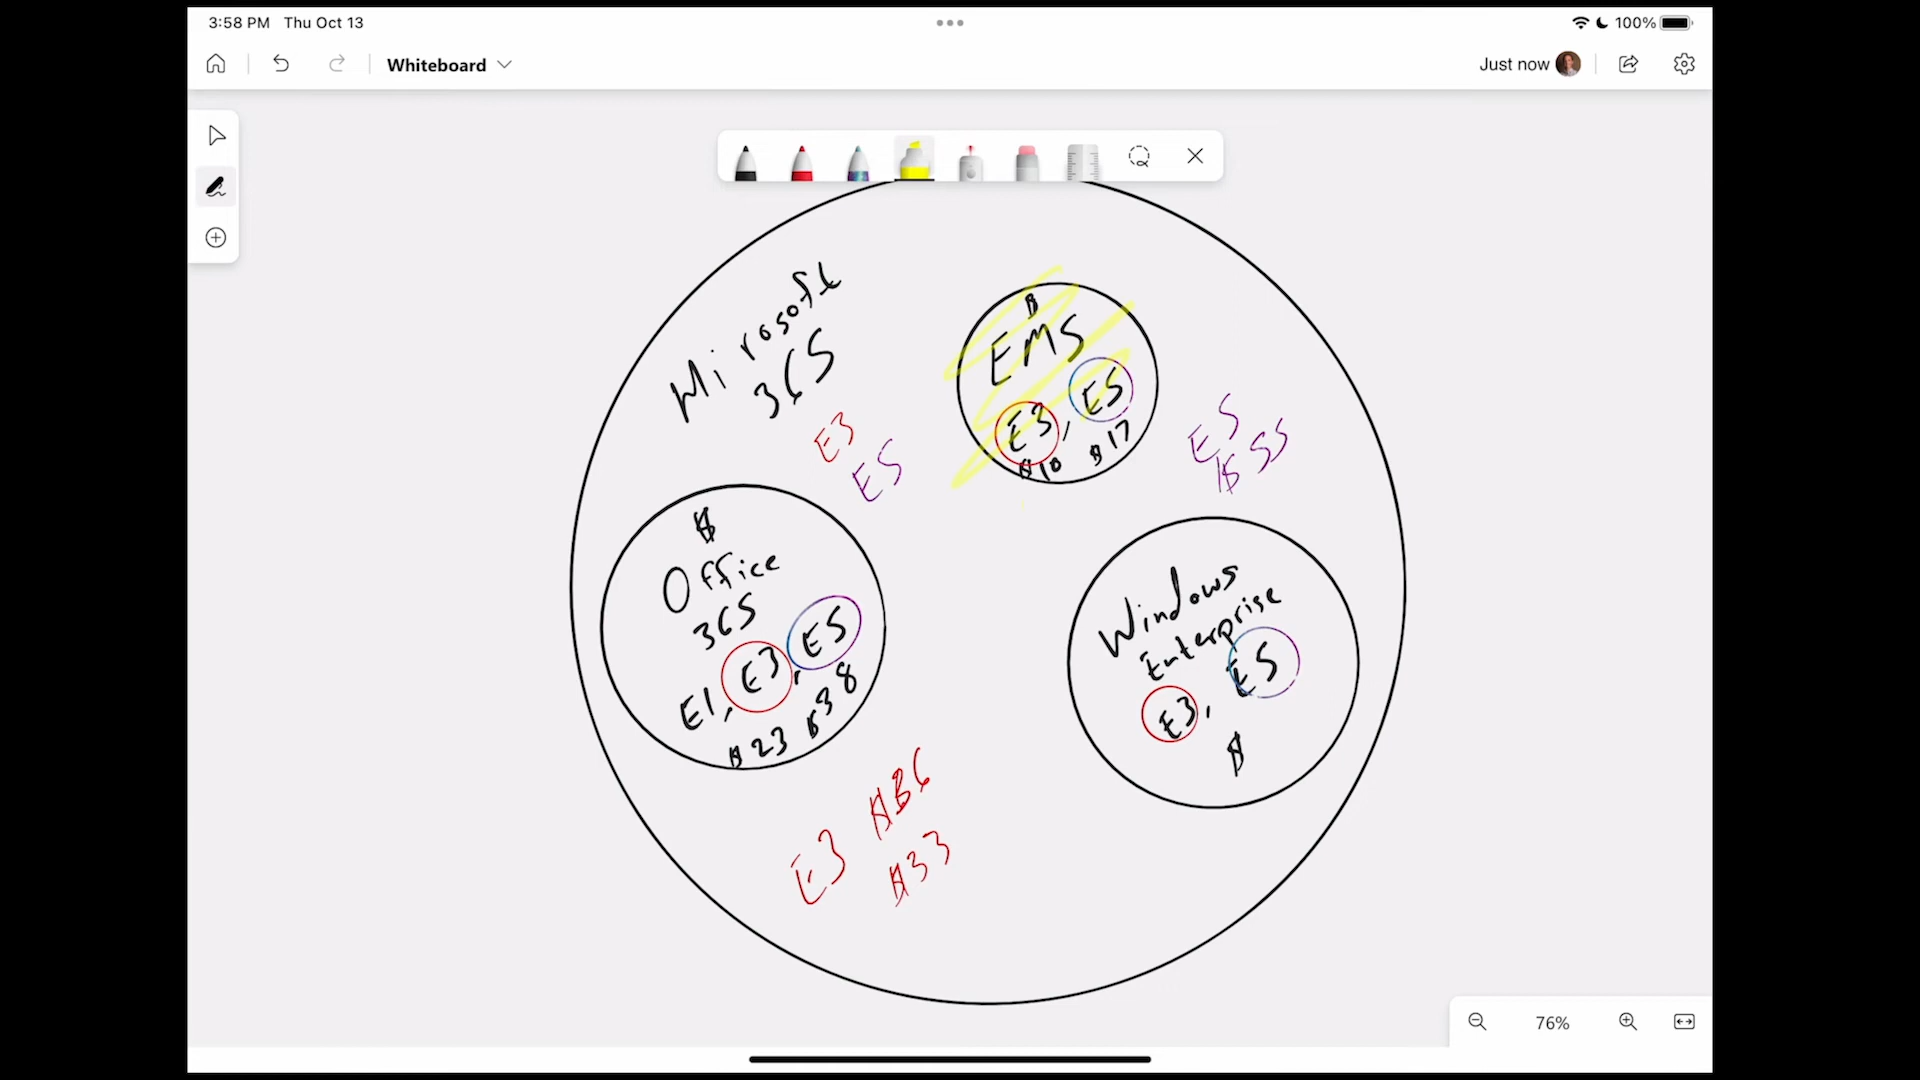 3:58 PM Thu Oct 13
100%
Whiteboard
Just now
Mirosoft
365
E3
E5
$
EMS
E3, E5
$10 $17
E5
$55
$
Office
365
E1, E3, E5
$23 $38
Windows
Enterprise
E3, E5
$
E3 $36
$33
76%